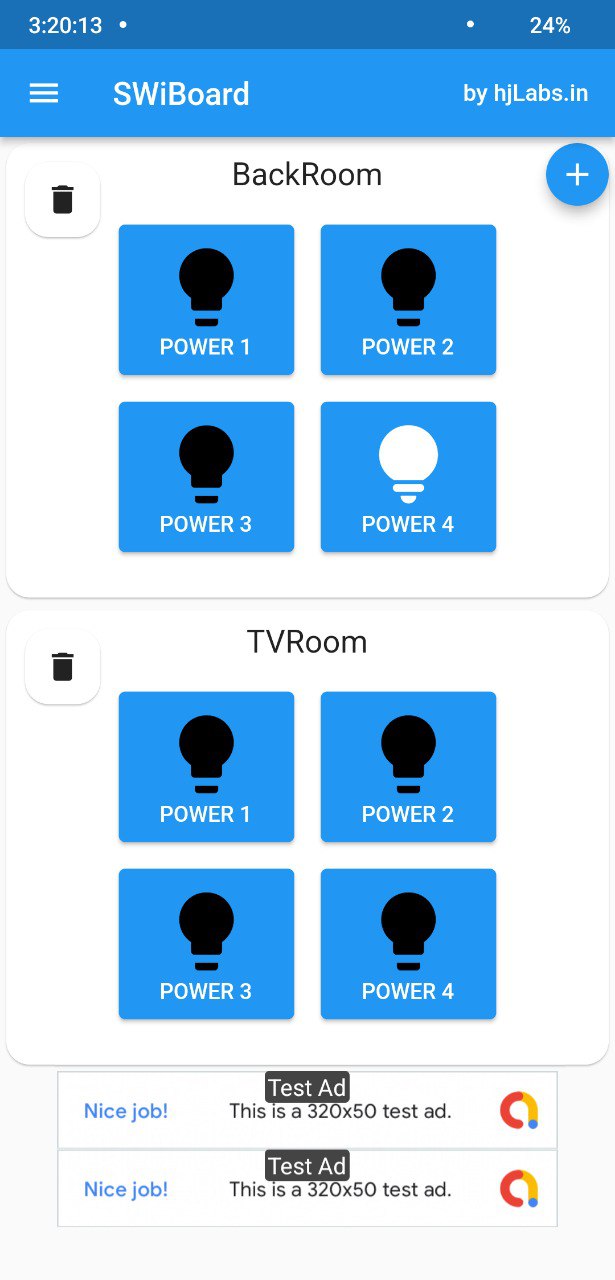 3:20:13 24%
SWiBoard by hjLabs.in
BackRoom
POWER 1 POWER 2
POWER 3 POWER 4
TVRoom
POWER 1 POWER 2
POWER 3 POWER 4
Test Ad
Nice job! This is a 320x50 test ad.
Test Ad
Nice job! This is a 320x50 test ad.